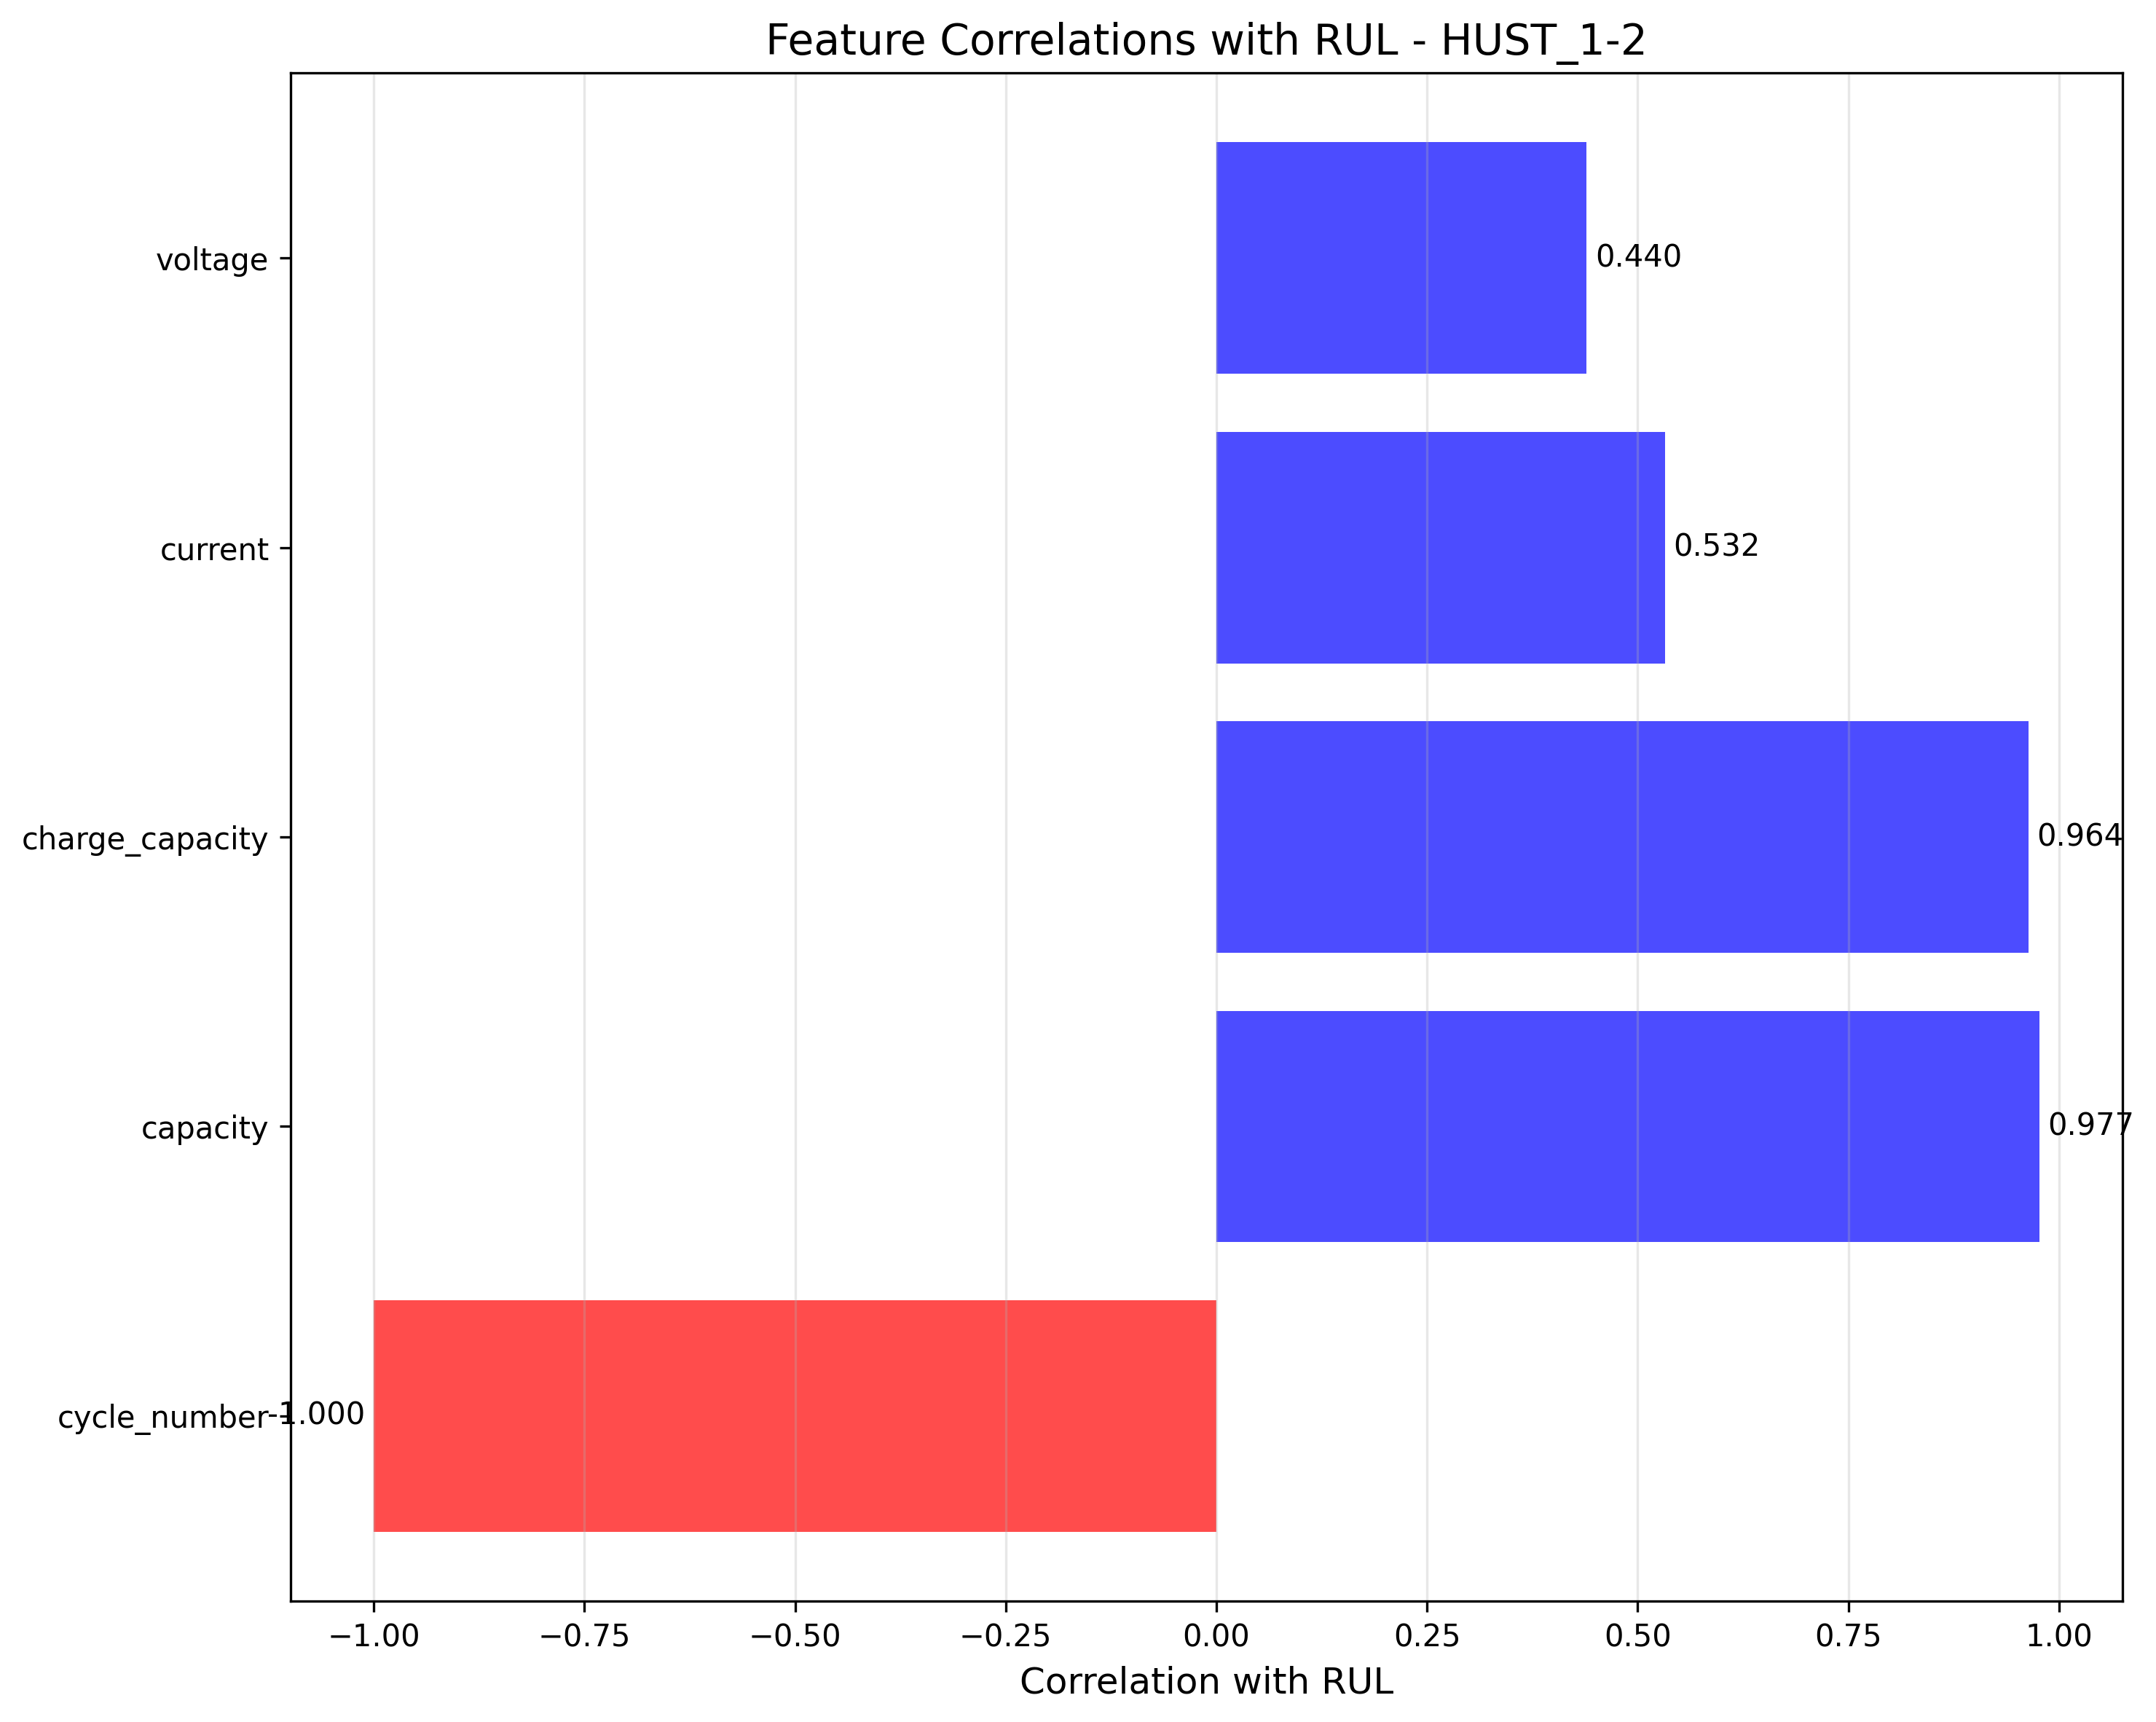 Feature Correlations with RUL - HUST_1-2
voltage
0.440
current
0.532
charge_capacity
0.964
capacity
0.977
cycle_number
-1.000
−1.00
−0.75
−0.50
−0.25
0.00
0.25
0.50
0.75
1.00
Correlation with RUL